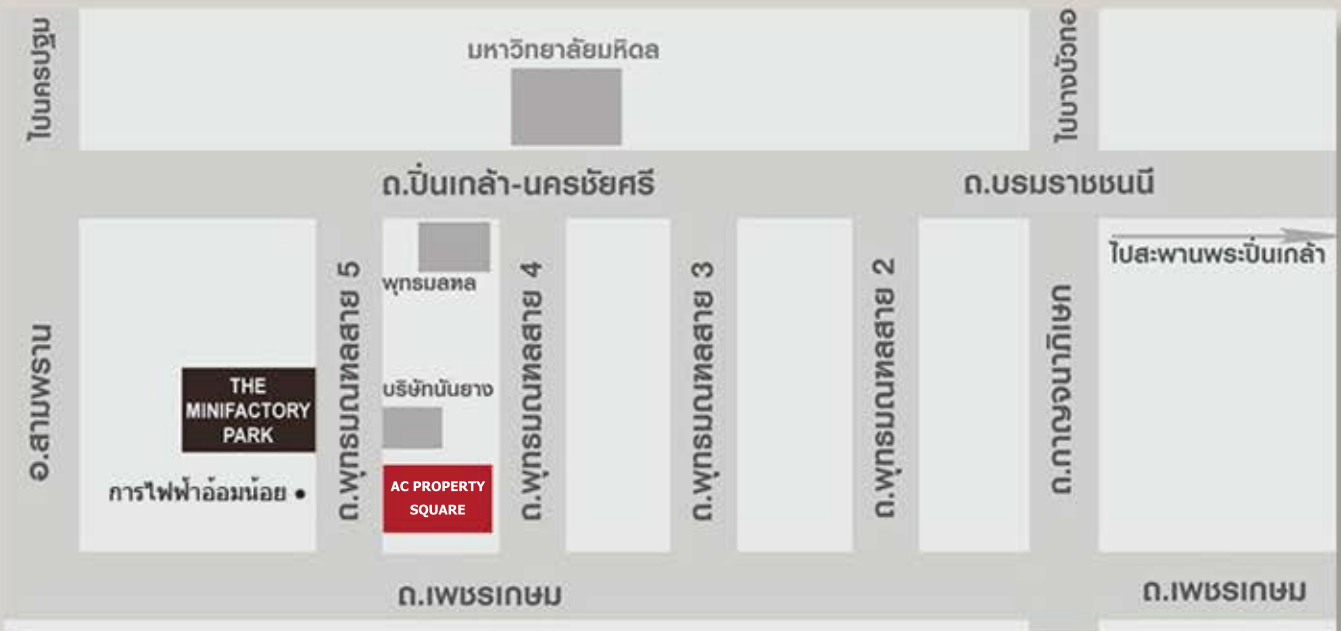 ไปนครปฐม
มหาวิทยาลัยมหิดล
ไปบางบัวทอ
ถ.ปิ่นเกล้า-นครชัยศรี
ถ.บรมราชชนนี
ไปสะพานพระปิ่นเกล้า
อ.สามพราน
ถ.พุทธมณฑลสาย 5
พุทธมลฑล
ถ.พุทธมณฑลสาย 4
ถ.พุทธมณฑลสาย 3
ถ.พุทธมณฑลสาย 2
ถ.กาญจนาภิเษก
THE
MINIFACTORY
PARK
บริษัทนันยาง
การไฟฟ้าอ้อมน้อย
AC PROPERTY
SQUARE
ถ.เพชรเกษม
ถ.เพชรเกษม